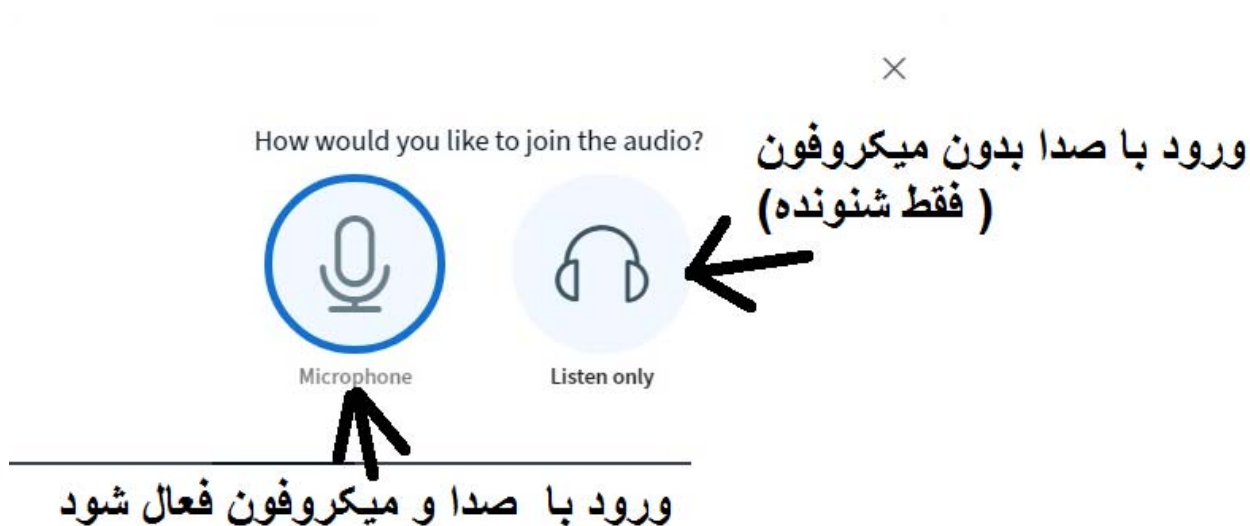 How would you like to join the audio?
ورود با صدا بدون میکروفون
( فقط شنونده)
Microphone
Listen only
ورود با صدا و میکروفون فعال شود